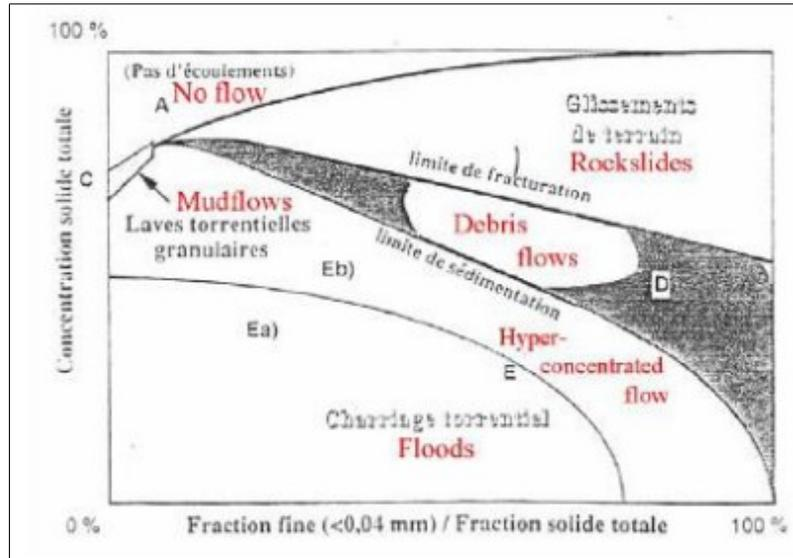 100 %
(Pas d'écoulements)
A
No flow
Glissements
de terrain
Rockslides
limite de fracturation
C
Mudflows
Laves torrentielles
granulaires
Debris
flows
limite de sédimentation
D
Eb)
Ea)
Hyper-
concentrated
flow
E
Charriage torrential
Floods
Concentration solide totale
0 %
Fraction fine (<0,04 mm) / Fraction solide totale
100 %